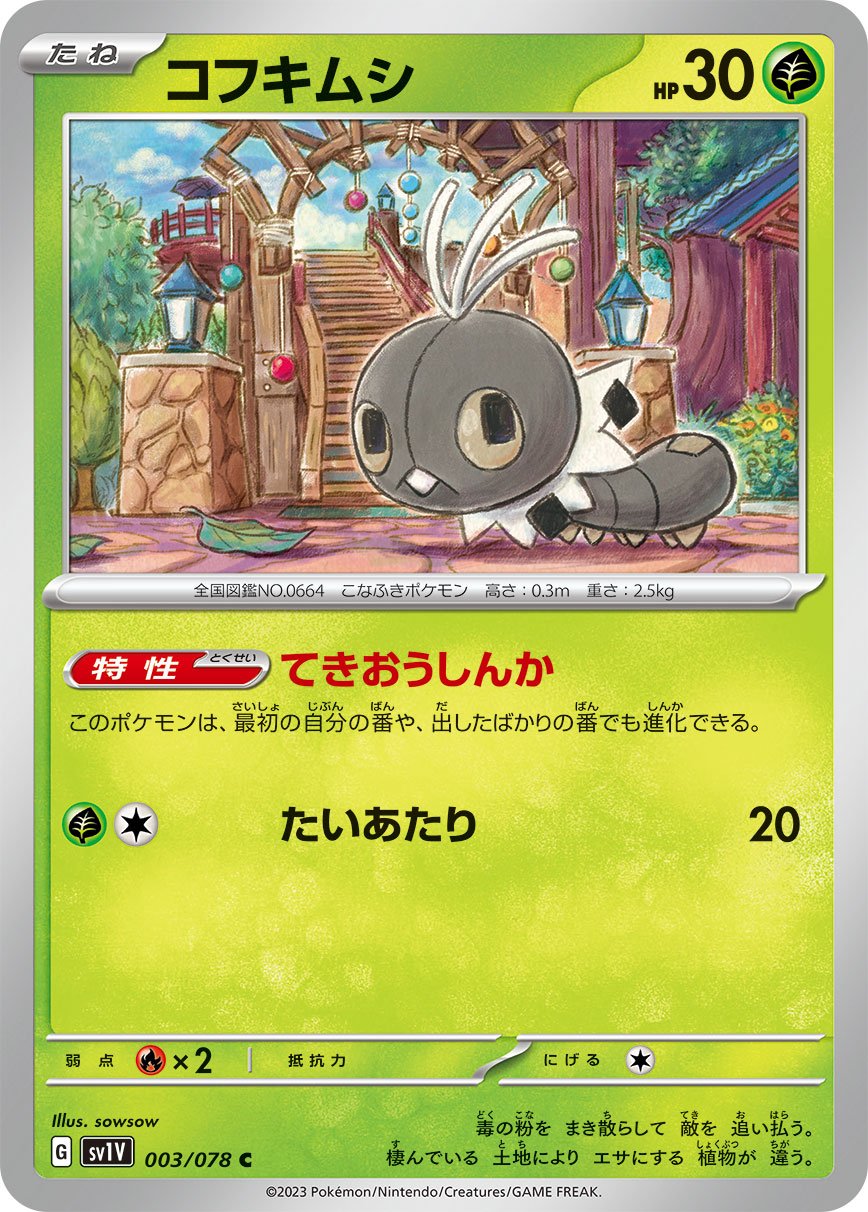 たね
コフキムシ
HP 30
全国図鑑NO.0664 こなふきポケモン 高さ:0.3m 重さ:2.5kg
特性 とくせい てきおうしんか
さいしょ じぶん ばん だ ばん しんか
このポケモンは、最初の自分の番や、出したばかりの番でも進化できる。
たいあたり 20
弱点 ×2 抵抗力 にげる
Illus. sowsow
どく こな ち てき お はら
毒の粉を まき散らして 敵を 追い払う。
す とち しょくぶつ ちが
棲んでいる 土地により エサにする 植物が 違う。
G sv1V 003/078 C
©2023 Pokémon/Nintendo/Creatures/GAME FREAK.